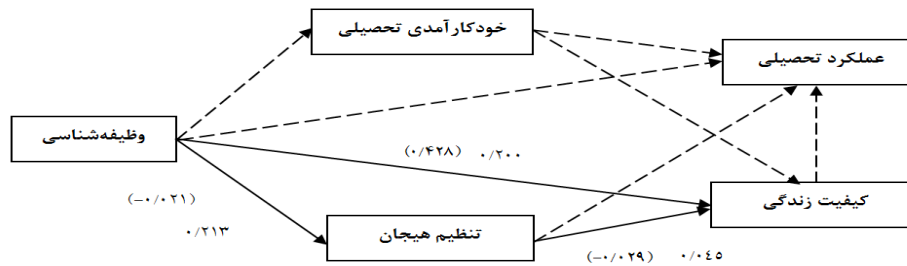 خودکارآمدی تحصیلی
عملکرد تحصیلی
وظیفه‌شناسی
(۰/۴۲۸) ۰/۲۰۰
(-۰/۰۲۱)
۰/۲۱۳
کیفیت زندگی
تنظیم هیجان
(-۰/۰۲۹) ۰/۰۴۵